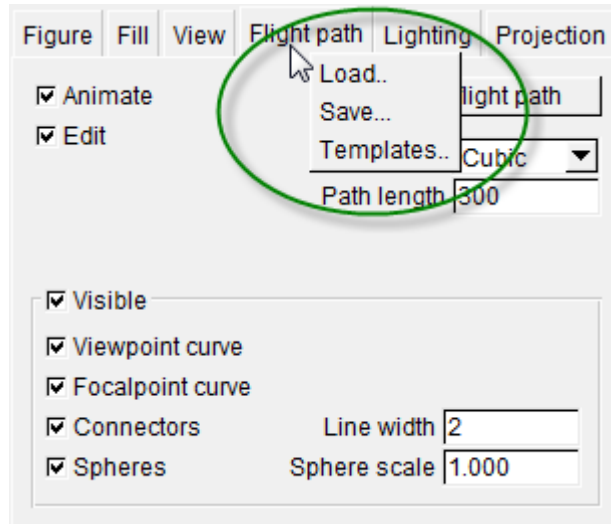 Figure Fill View Flight path Lighting Projection
Animate
Edit
Load..
Save...
Templates..
light path
Cubic
Path length 300
Visible
Viewpoint curve
Focalpoint curve
Connectors Line width 2
Spheres Sphere scale 1.000